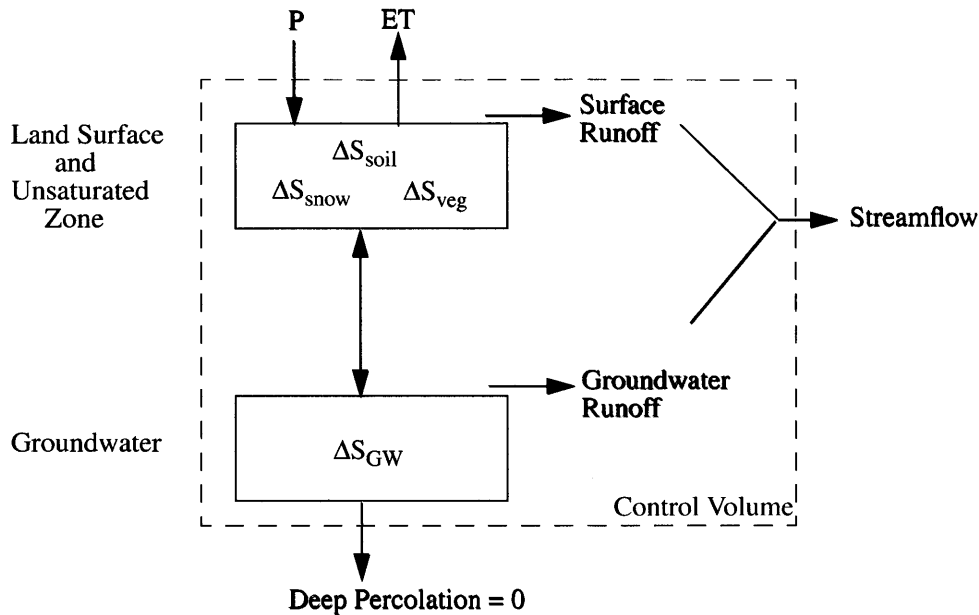 P
ET
Surface
Runoff
Land Surface
and
Unsaturated
Zone
ΔS_soil
ΔS_snow
ΔS_veg
Streamflow
Groundwater
Runoff
Groundwater
ΔS_GW
Control Volume
Deep Percolation = 0